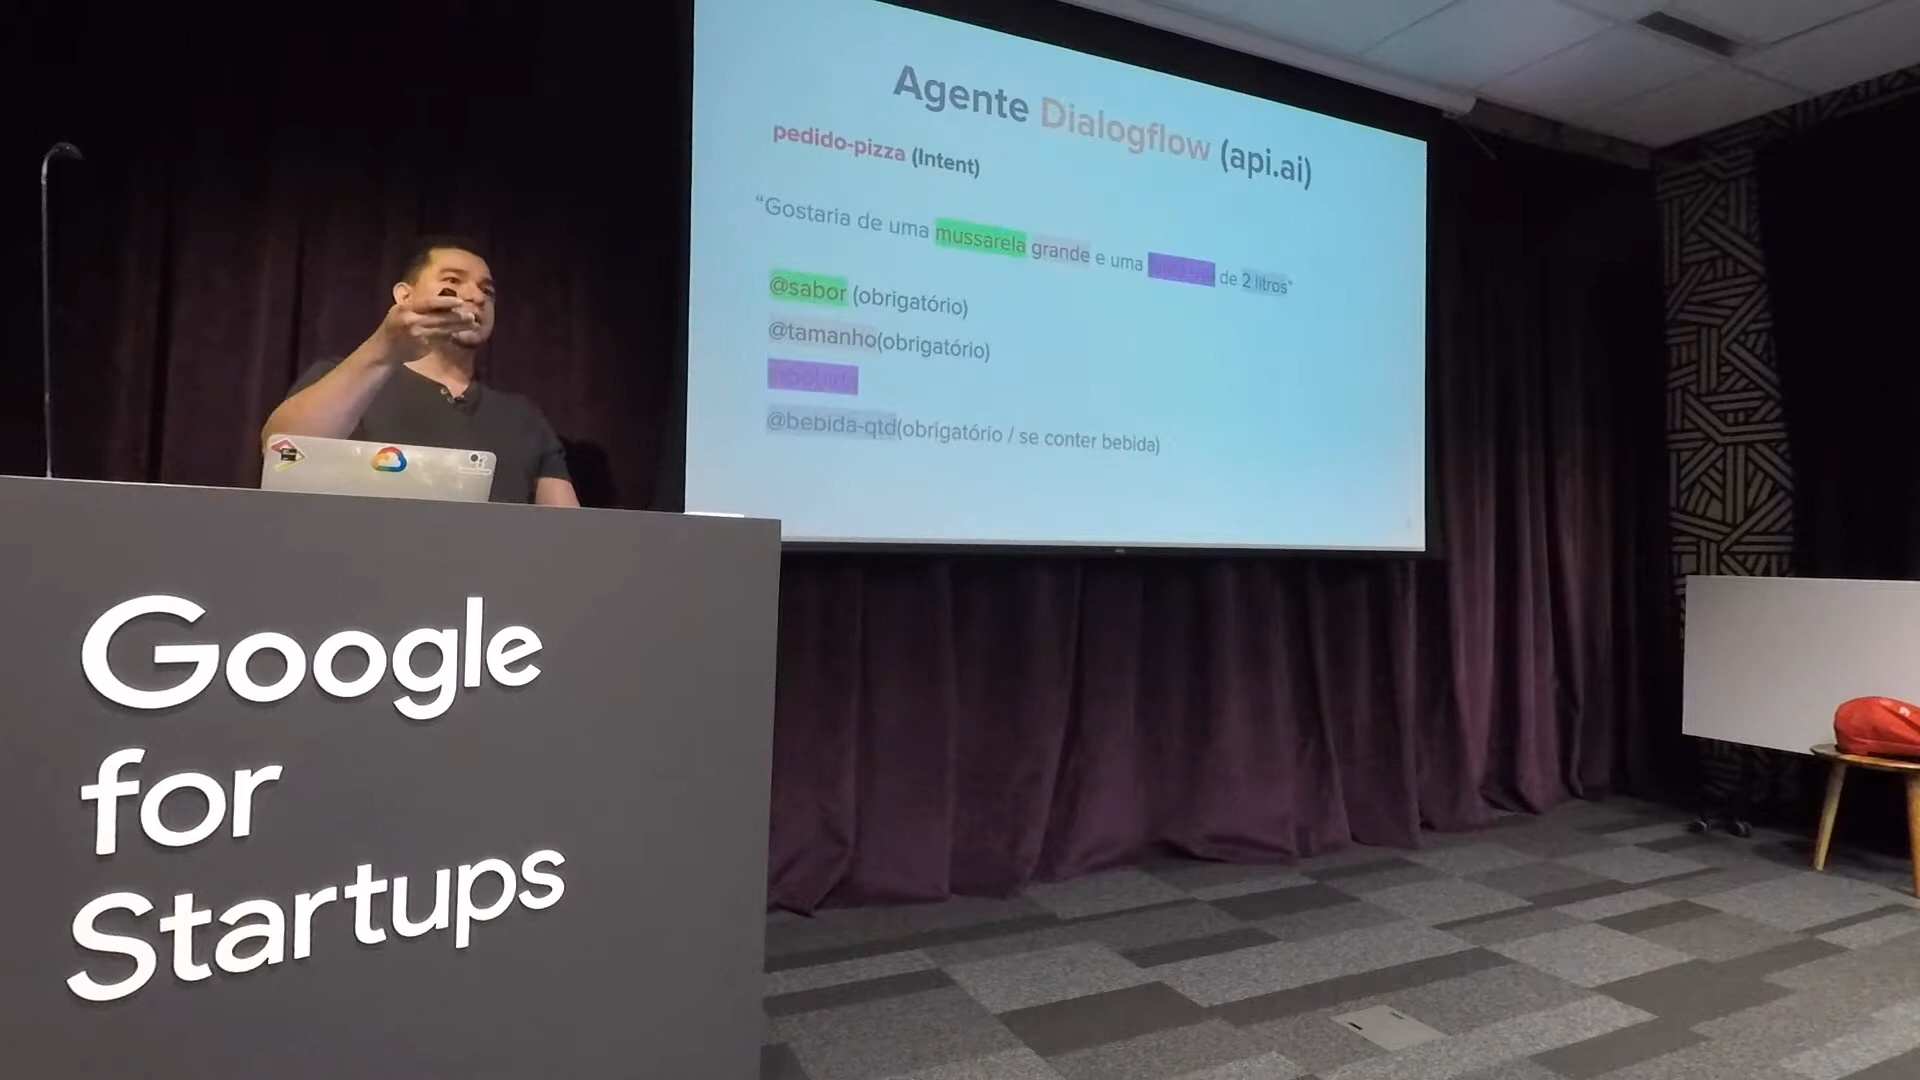 Agente Dialogflow (api.ai)
pedido-pizza (Intent)
“Gostaria de uma mussarela grande e uma de 2 litros”
@sabor (obrigatório)
@tamanho(obrigatório)
@bebida-qtd(obrigatório / se conter bebida)
Google
for
Startups